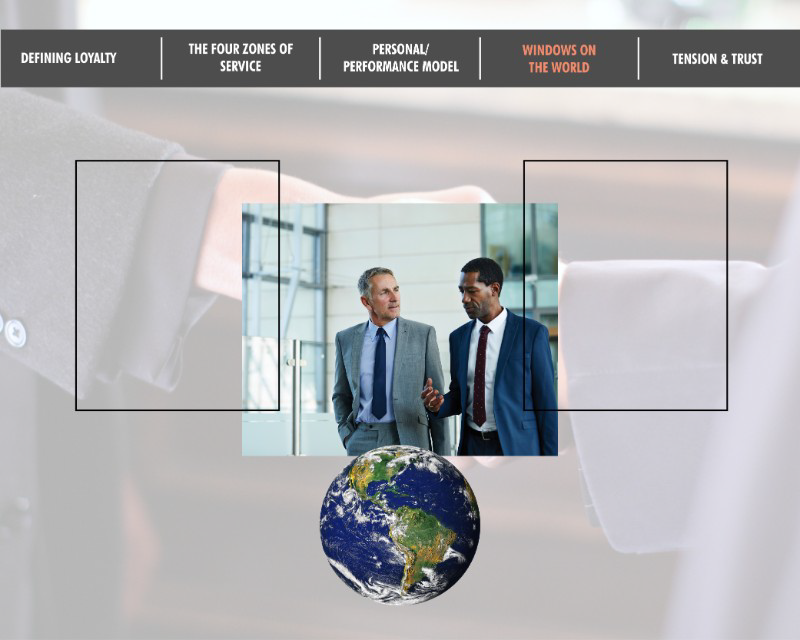 DEFINING LOYALTY
THE FOUR ZONES OF
SERVICE
PERSONAL/
PERFORMANCE MODEL
WINDOWS ON
THE WORLD
TENSION & TRUST